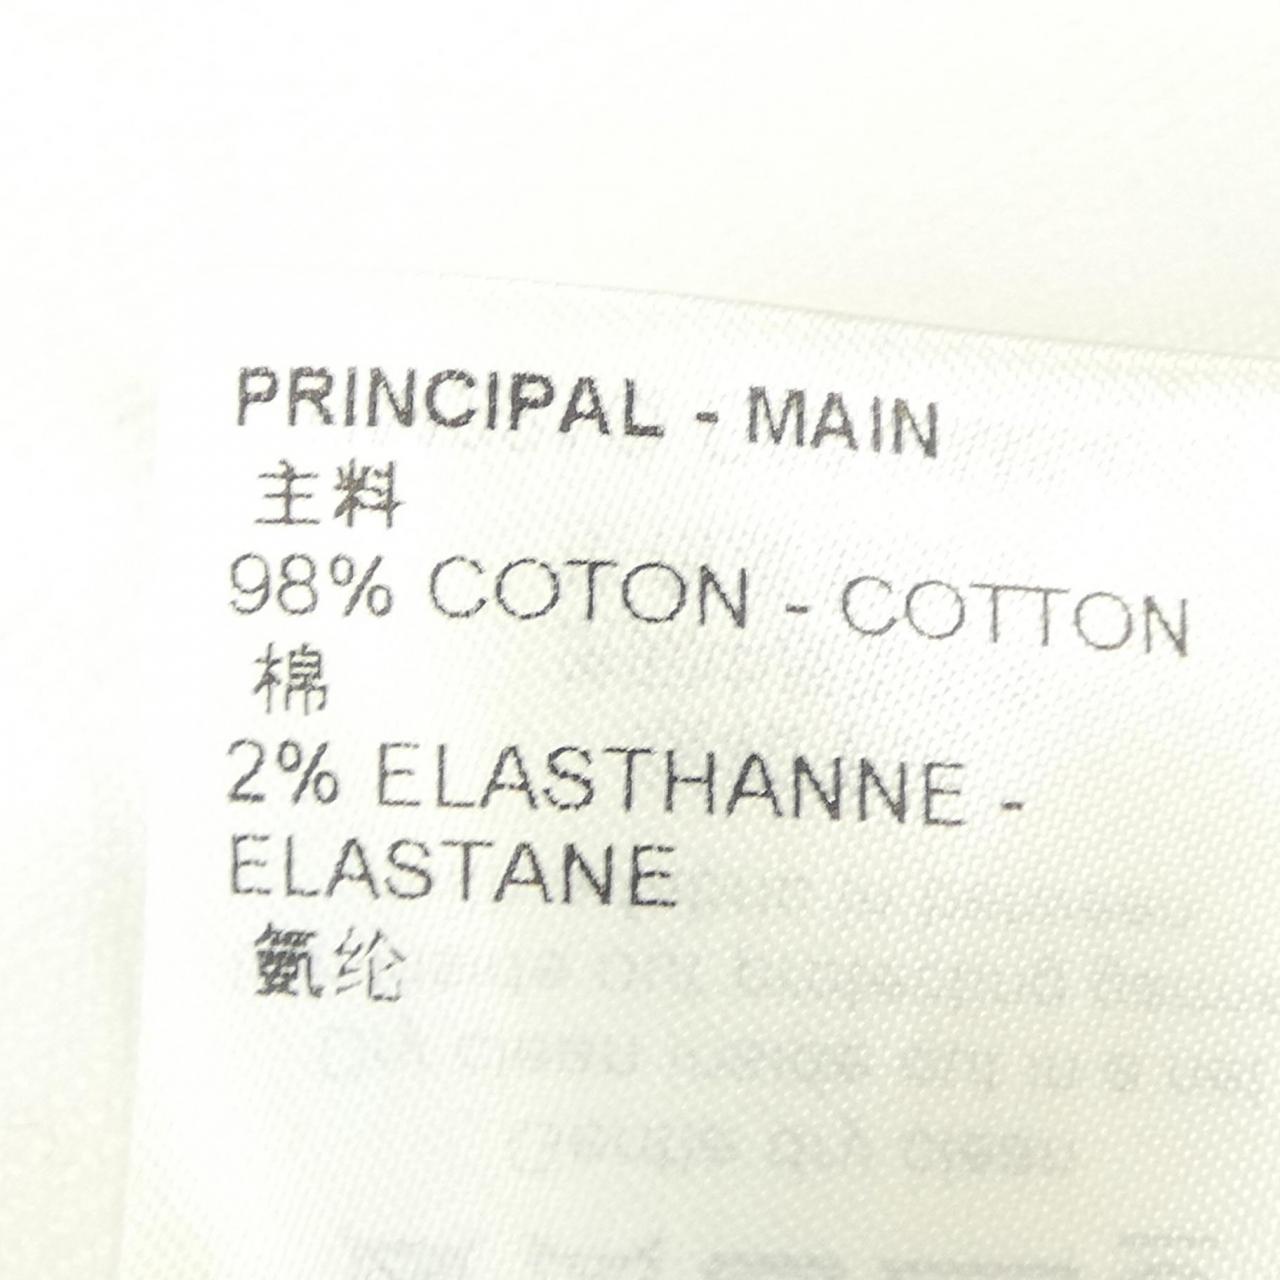 PRINCIPAL - MAIN
主料
98% COTON - COTTON
棉
2% ELASTHANNE -
ELASTANE
氨纶